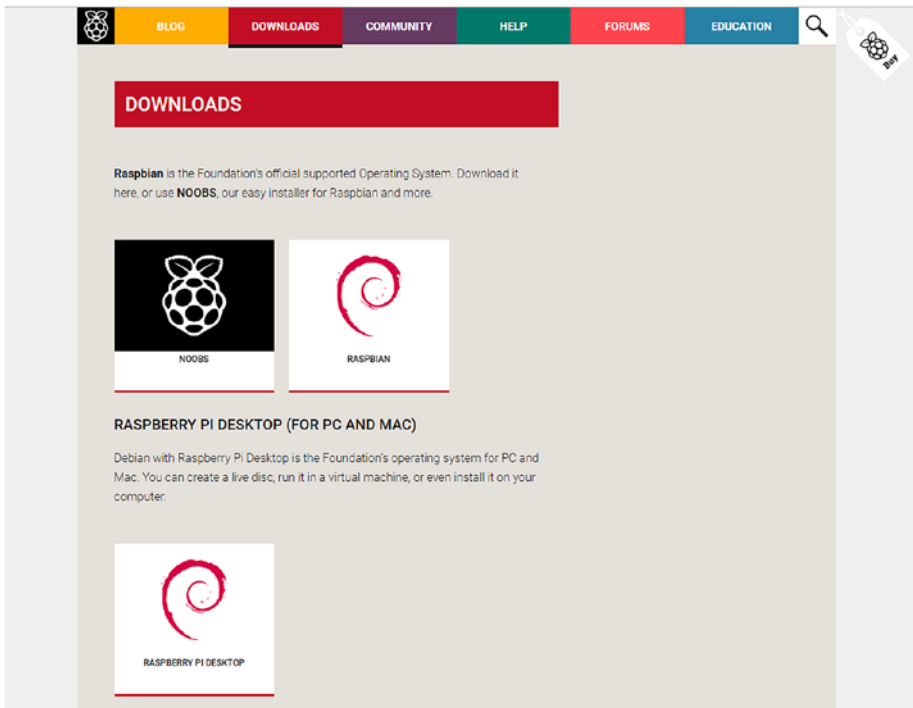 BLOG DOWNLOADS COMMUNITY HELP FORUMS EDUCATION
Buy
DOWNLOADS
Raspbian is the Foundation's official supported Operating System. Download it
here, or use NOOBS, our easy installer for Raspbian and more.
NOOBS RASPBIAN
RASPBERRY PI DESKTOP (FOR PC AND MAC)
Debian with Raspberry Pi Desktop is the Foundation's operating system for PC and
Mac. You can create a live disc, run it in a virtual machine, or even install it on your
computer.
RASPBERRY PI DESKTOP